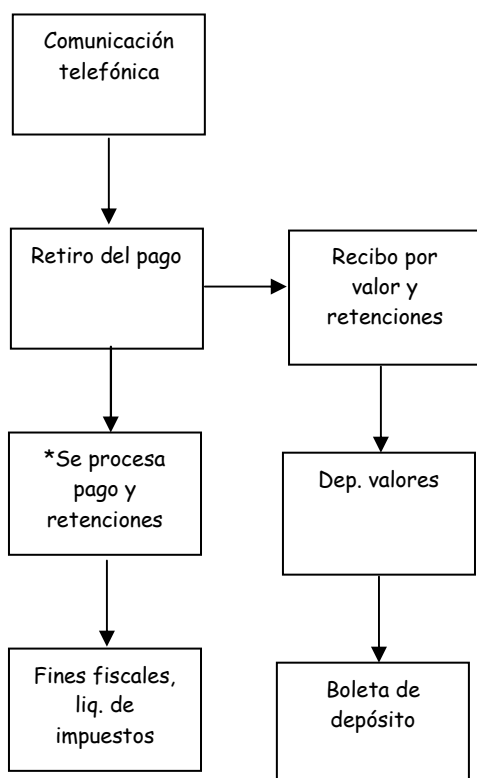 Comunicación
telefónica
Retiro del pago
Recibo por
valor y
retenciones
*Se procesa
pago y
retenciones
Dep. valores
Fines fiscales,
liq. de
impuestos
Boleta de
depósito